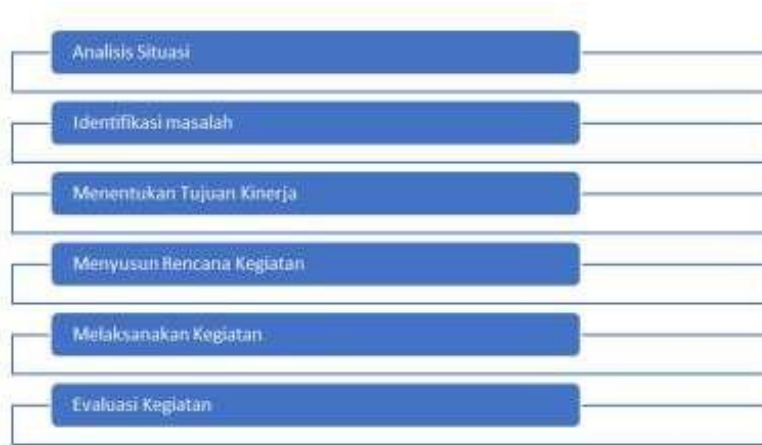 Analisis Situasi
Identifikasi masalah
Menentukan Tujuan Kinerja
Menyusun Rencana Kegiatan
Melaksanakan Kegiatan
Evaluasi Kegiatan